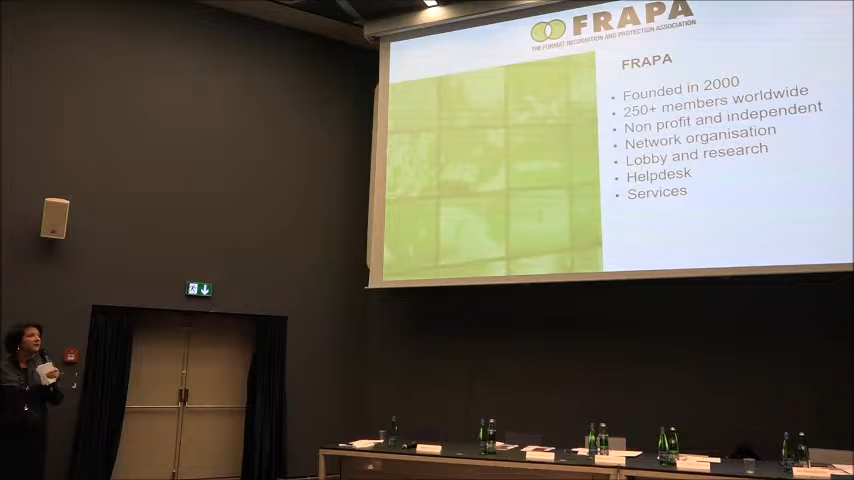 FRAPA
THE FORMAT RECOGNITION AND PROTECTION ASSOCIATION
FRAPA
• Founded in 2000
• 250+ members worldwide
• Non profit and independent
• Network organisation
• Lobby and research
• Helpdesk
• Services